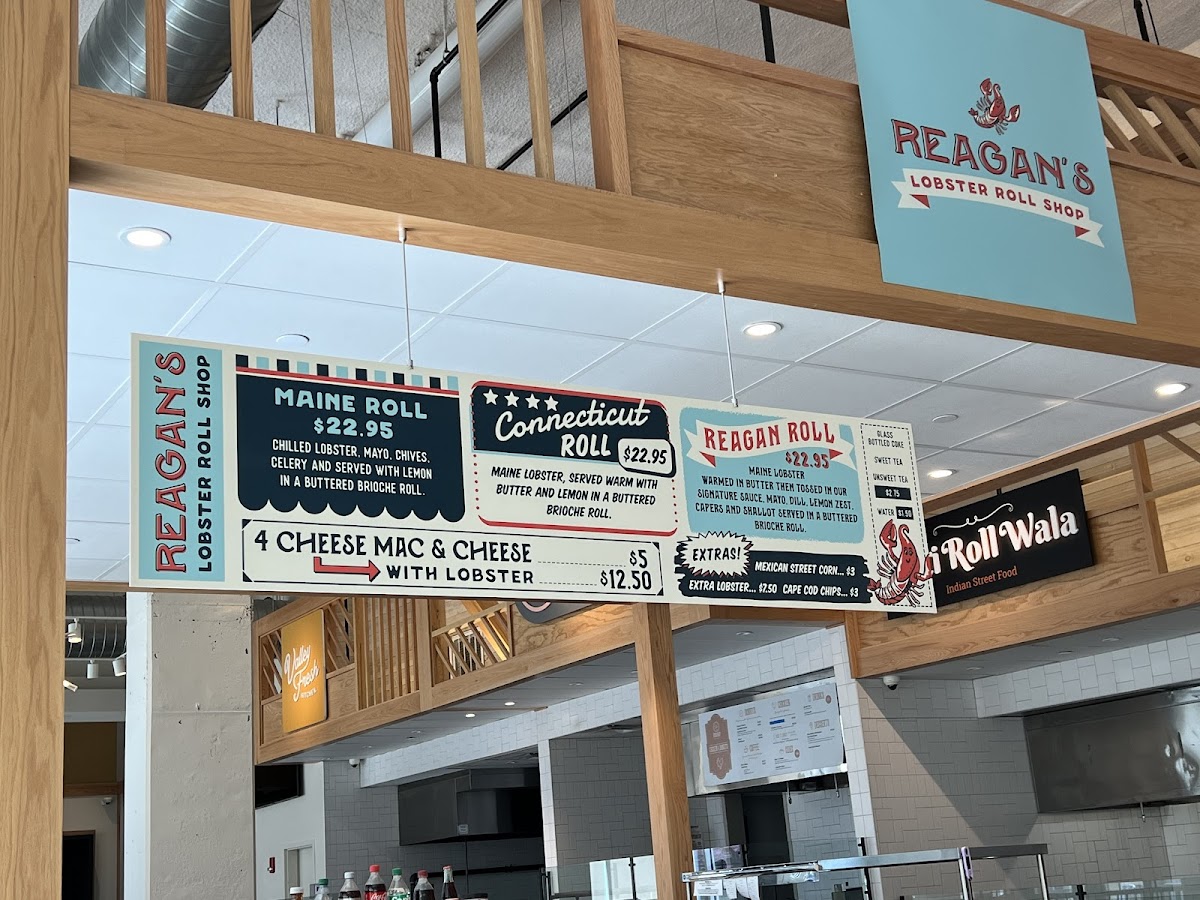 REAGAN'S
LOBSTER ROLL SHOP
REAGAN'S
LOBSTER ROLL SHOP
MAINE ROLL
$22.95
CHILLED LOBSTER, MAYO, CHIVES,
CELERY AND SERVED WITH LEMON
IN A BUTTERED BRIOCHE ROLL.
Connecticut
ROLL
$22.95
MAINE LOBSTER, SERVED WARM WITH
BUTTER AND LEMON IN A BUTTERED
BRIOCHE ROLL.
REAGAN ROLL
$22.95
MAINE LOBSTER
WARMED IN BUTTER THEN TOSSED IN OUR
SIGNATURE SAUCE, MAYO, DILL, LEMON ZEST,
CAPERS AND SHALLOT SERVED IN A BUTTERED
BRIOCHE ROLL.
GLASS
BOTTLED COKE
SWEET TEA
UNSWEET TEA
$2.75
WATER $1.50
4 CHEESE MAC & CHEESE $5
WITH LOBSTER $12.50
EXTRAS!
MEXICAN STREET CORN... $3
EXTRA LOBSTER... $7.50 CAPE COD CHIPS... $3
i Roll Wala
Indian Street Food
Valley
Fresh